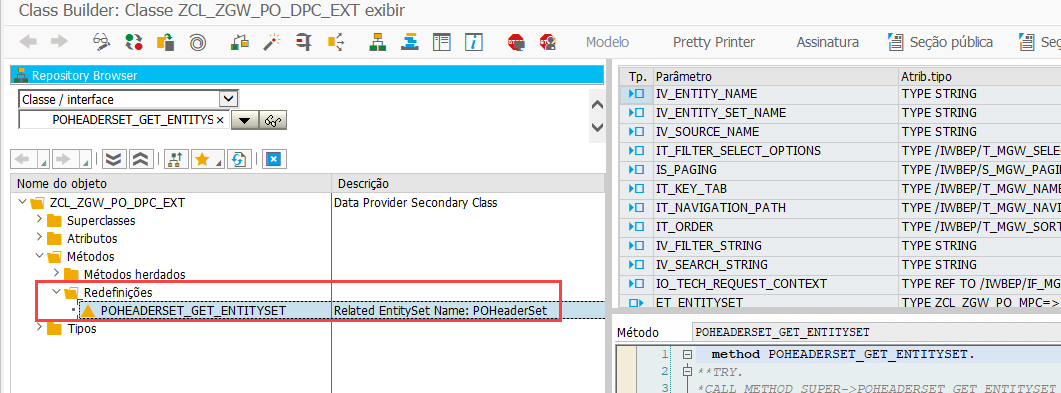 Class Builder: Classe ZCL_ZGW_PO_DPC_EXT exibir
Modelo Pretty Printer Assinatura Seção pública
Repository Browser
Classe / interface
POHEADERSET_GET_ENTITYS
Nome do objeto Descrição
ZCL_ZGW_PO_DPC_EXT Data Provider Secondary Class
Superclasses
Atributos
Métodos
Métodos herdados
Redefinições
POHEADERSET_GET_ENTITYSET Related EntitySet Name: POHeaderSet
Tipos
Tp. Parâmetro Atrib.tipo
IV_ENTITY_NAME TYPE STRING
IV_ENTITY_SET_NAME TYPE STRING
IV_SOURCE_NAME TYPE STRING
IT_FILTER_SELECT_OPTIONS TYPE /IWBEP/T_MGW_SELE
IS_PAGING TYPE /IWBEP/S_MGW_PAGIN
IT_KEY_TAB TYPE /IWBEP/T_MGW_NAME
IT_NAVIGATION_PATH TYPE /IWBEP/T_MGW_NAVI
IT_ORDER TYPE /IWBEP/T_MGW_SORT
IV_FILTER_STRING TYPE STRING
IV_SEARCH_STRING TYPE STRING
IO_TECH_REQUEST_CONTEXT TYPE REF TO /IWBEP/IF_MG
ET_ENTITYSET TYPE ZCL_ZGW_PO_MPC=>
Método POHEADERSET_GET_ENTITYSET
1 method POHEADERSET_GET_ENTITYSET.
2 **TRY.
3 *CALL METHOD SUPER->POHEADERSET_GET_ENTITYSET